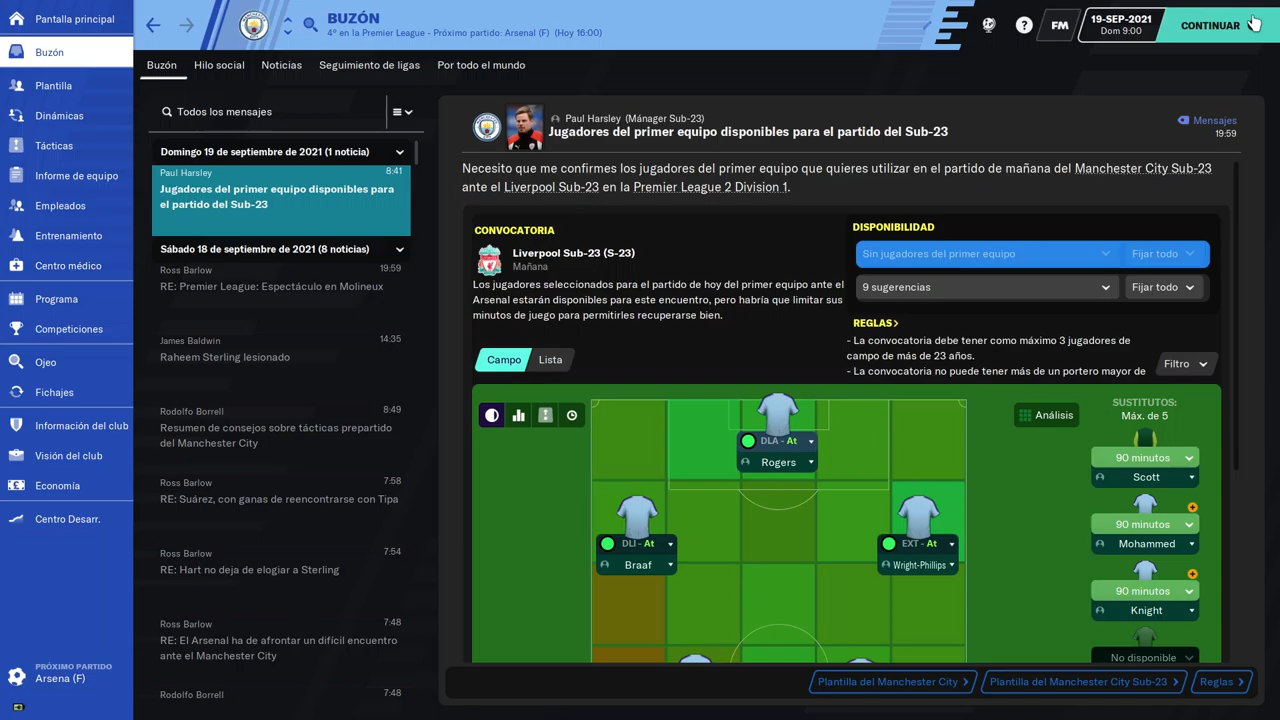 Pantalla principal
Buzón
Plantilla
Dinámicas
Tácticas
Informe de equipo
Empleados
Entrenamiento
Centro médico
Programa
Competiciones
Ojeo
Fichajes
Información del club
Visión del club
Economía
Centro Desarr.
PRÓXIMO PARTIDO
Arsena (F)
BUZÓN
4º en la Premier League - Próximo partido: Arsenal (F) (Hoy 16:00)
FM
19-SEP-2021
Dom 9:00
CONTINUAR
Buzón
Hilo social
Noticias
Seguimiento de ligas
Por todo el mundo
Todos los mensajes
Domingo 19 de septiembre de 2021 (1 noticia)
Paul Harsley 8:41
Jugadores del primer equipo disponibles para
el partido del Sub-23
Sábado 18 de septiembre de 2021 (8 noticias)
Ross Barlow 19:59
RE: Premier League: Espectáculo en Molineux
James Baldwin 14:35
Raheem Sterling lesionado
Rodolfo Borrell 8:49
Resumen de consejos sobre tácticas prepartido
del Manchester City
Ross Barlow 7:58
RE: Suárez, con ganas de reencontrarse con Tipa
Ross Barlow 7:54
RE: Hart no deja de elogiar a Sterling
Ross Barlow 7:48
RE: El Arsenal ha de afrontar un difícil encuentro
ante el Manchester City
Rodolfo Borrell 7:48
Paul Harsley (Mánager Sub-23)
Jugadores del primer equipo disponibles para el partido del Sub-23
Mensajes
19:59
Necesito que me confirmes los jugadores del primer equipo que quieres utilizar en el partido de mañana del Manchester City Sub-23
ante el Liverpool Sub-23 en la Premier League 2 Division 1.
CONVOCATORIA
Liverpool Sub-23 (S-23)
Mañana
Los jugadores seleccionados para el partido de hoy del primer equipo ante el
Arsenal estarán disponibles para este encuentro, pero habría que limitar sus
minutos de juego para permitirles recuperarse bien.
DISPONIBILIDAD
Sin jugadores del primer equipo
Fijar todo
9 sugerencias
Fijar todo
REGLAS>
- La convocatoria debe tener como máximo 3 jugadores de
campo de más de 23 años.
- La convocatoria no puede tener más de un portero mayor de
Campo
Lista
Filtro
Análisis
DLA - At
Rogers
DLI - At
Braaf
EXT - At
Wright-Phillips
SUSTITUTOS:
Máx. de 5
90 minutos
Scott
90 minutos
Mohammed
90 minutos
Knight
No disponible
Plantilla del Manchester City >
Plantilla del Manchester City Sub-23 >
Reglas >